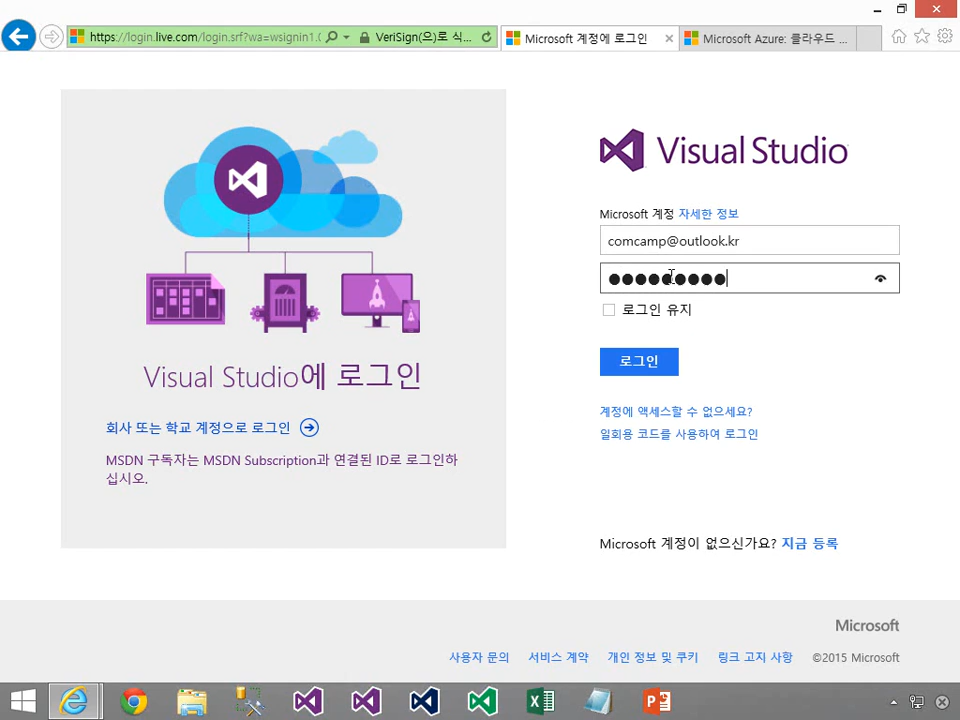 https://login.live.com/login.srf?wa=wsignin1.(
VeriSign(으)로 식...
Microsoft 계정에 로그인
Microsoft Azure: 클라우드 ...
Visual Studio
Microsoft 계정 자세한 정보
comcamp@outlook.kr
로그인 유지
로그인
계정에 액세스할 수 없으세요?
일회용 코드를 사용하여 로그인
Visual Studio에 로그인
회사 또는 학교 계정으로 로그인
MSDN 구독자는 MSDN Subscription과 연결된 ID로 로그인하
십시오.
Microsoft 계정이 없으신가요? 지금 등록
Microsoft
사용자 문의 서비스 계약 개인 정보 및 쿠키 링크 고지 사항 ©2015 Microsoft